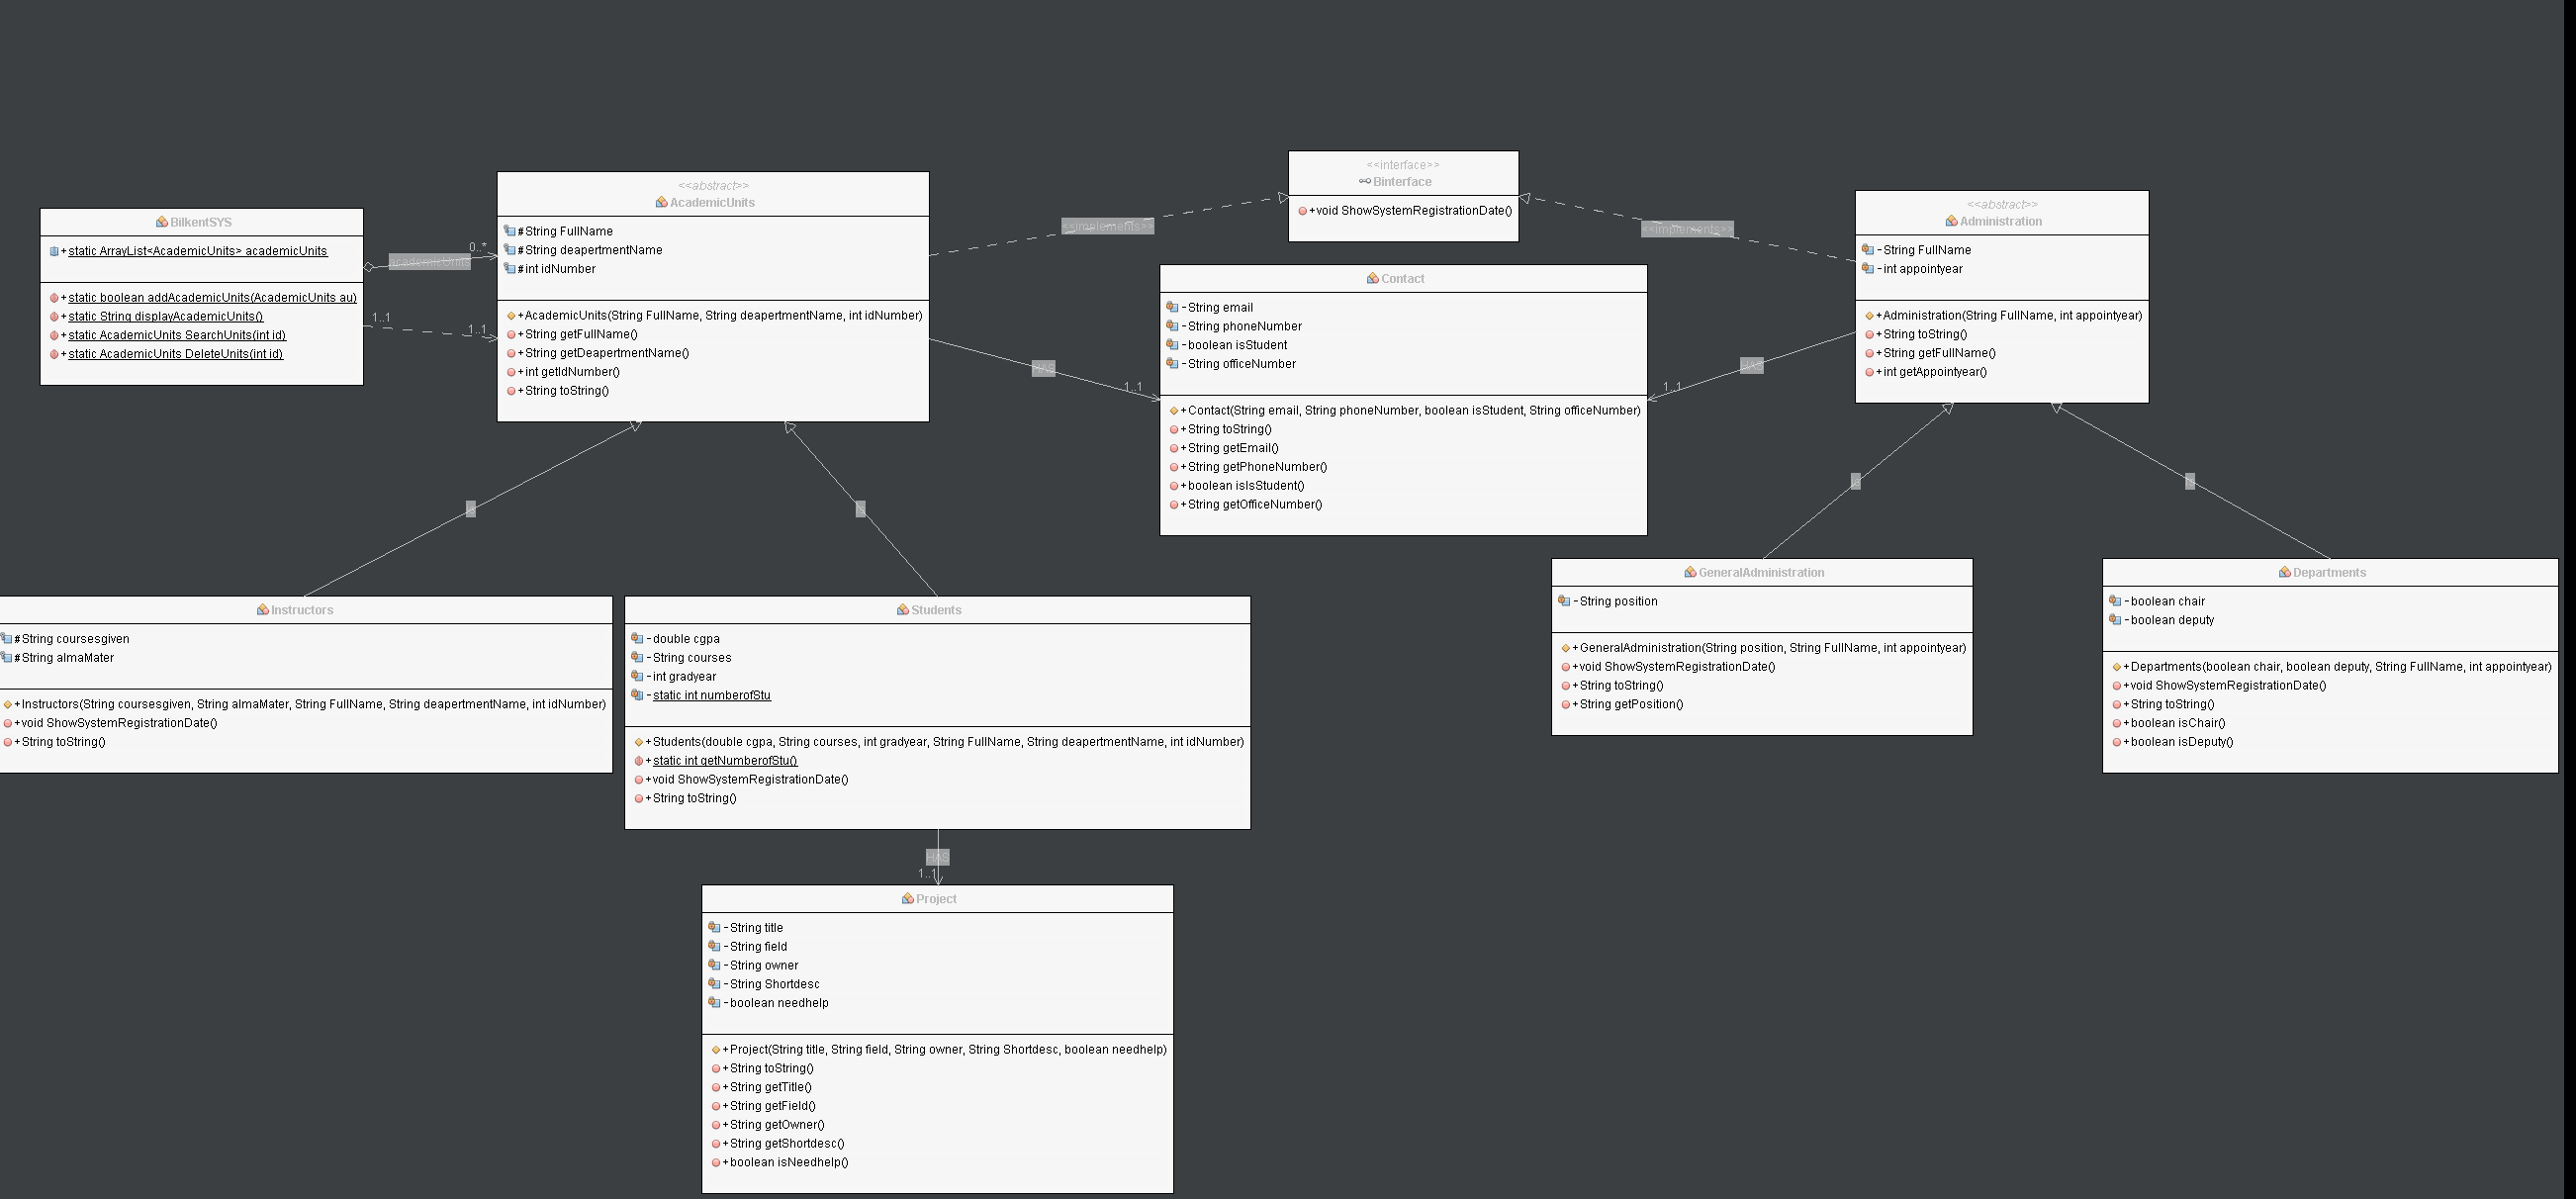 BilkentSYS
+ static ArrayList<AcademicUnits> academicUnits
+ static boolean addAcademicUnits(AcademicUnits au)
+ static String displayAcademicUnits()
+ static AcademicUnits SearchUnits(int id)
+ static AcademicUnits DeleteUnits(int id)
academicUnits
0..*
1..1
1..1
<<abstract>>
AcademicUnits
# String FullName
# String deapertmentName
# int idNumber
+ AcademicUnits(String FullName, String deapertmentName, int idNumber)
+ String getFullName()
+ String getDeapertmentName()
+ int getIdNumber()
+ String toString()
<<implements>>
<<interface>>
Binterface
+ void ShowSystemRegistrationDate()
<<implements>>
<<abstract>>
Administration
- String FullName
- int appointyear
+ Administration(String FullName, int appointyear)
+ String toString()
+ String getFullName()
+ int getAppointyear()
Contact
- String email
- String phoneNumber
- boolean isStudent
- String officeNumber
+ Contact(String email, String phoneNumber, boolean isStudent, String officeNumber)
+ String toString()
+ String getEmail()
+ String getPhoneNumber()
+ boolean isIsStudent()
+ String getOfficeNumber()
HAS
1..1
HAS
1..1
Instructors
# String coursesgiven
# String almaMater
+ Instructors(String coursesgiven, String almaMater, String FullName, String deapertmentName, int idNumber)
+ void ShowSystemRegistrationDate()
+ String toString()
Students
- double cgpa
- String courses
- int gradyear
- static int numberofStu
+ Students(double cgpa, String courses, int gradyear, String FullName, String deapertmentName, int idNumber)
+ static int getNumberofStu()
+ void ShowSystemRegistrationDate()
+ String toString()
GeneralAdministration
- String position
+ GeneralAdministration(String position, String FullName, int appointyear)
+ void ShowSystemRegistrationDate()
+ String toString()
+ String getPosition()
Departments
- boolean chair
- boolean deputy
+ Departments(boolean chair, boolean deputy, String FullName, int appointyear)
+ void ShowSystemRegistrationDate()
+ String toString()
+ boolean isChair()
+ boolean isDeputy()
HAS
1..1
Project
- String title
- String field
- String owner
- String Shortdesc
- boolean needhelp
+ Project(String title, String field, String owner, String Shortdesc, boolean needhelp)
+ String toString()
+ String getTitle()
+ String getField()
+ String getOwner()
+ String getShortdesc()
+ boolean isNeedhelp()